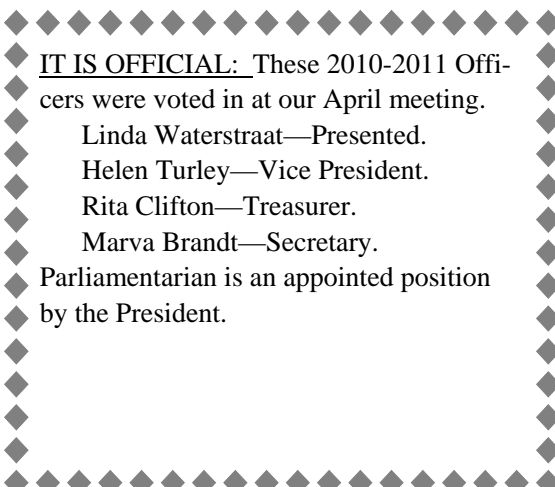 IT IS OFFICIAL: These 2010-2011 Offi-
cers were voted in at our April meeting.
Linda Waterstraat—Presented.
Helen Turley—Vice President.
Rita Clifton—Treasurer.
Marva Brandt—Secretary.
Parliamentarian is an appointed position
by the President.